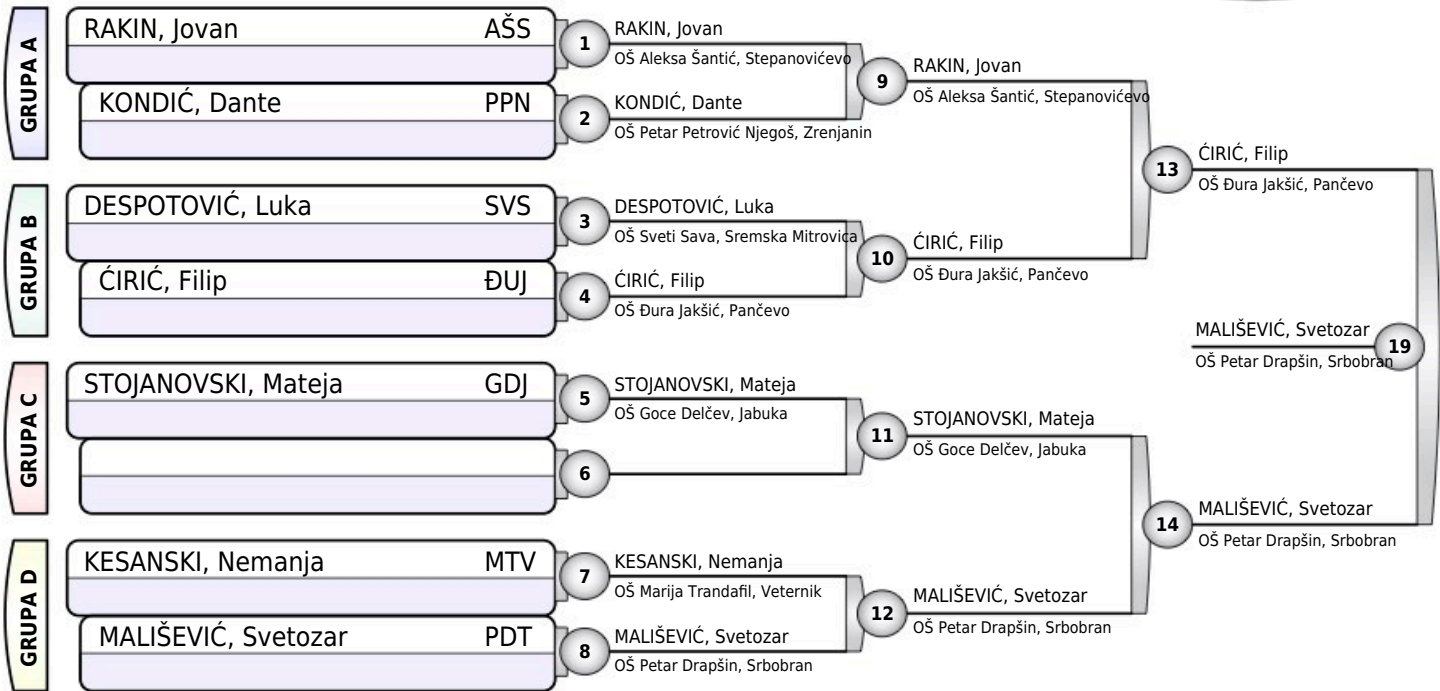 GRUPA A
RAKIN, Jovan AŠS
KONDIĆ, Dante PPN
1
RAKIN, Jovan
OŠ Aleksa Šantić, Stepanovićevo
2
KONDIĆ, Dante
OŠ Petar Petrović Njegoš, Zrenjanin
9
RAKIN, Jovan
OŠ Aleksa Šantić, Stepanovićevo
GRUPA B
DESPOTOVIĆ, Luka SVS
ĆIRIĆ, Filip ĐUJ
3
DESPOTOVIĆ, Luka
OŠ Sveti Sava, Sremska Mitrovica
4
ĆIRIĆ, Filip
OŠ Đura Jakšić, Pančevo
10
ĆIRIĆ, Filip
OŠ Đura Jakšić, Pančevo
13
ĆIRIĆ, Filip
OŠ Đura Jakšić, Pančevo
GRUPA C
STOJANOVSKI, Mateja GDJ
5
STOJANOVSKI, Mateja
OŠ Goce Delčev, Jabuka
6
11
STOJANOVSKI, Mateja
OŠ Goce Delčev, Jabuka
GRUPA D
KESANSKI, Nemanja MTV
MALIŠEVIĆ, Svetozar PDT
7
KESANSKI, Nemanja
OŠ Marija Trandafil, Veternik
8
MALIŠEVIĆ, Svetozar
OŠ Petar Drapšin, Srbobran
12
MALIŠEVIĆ, Svetozar
OŠ Petar Drapšin, Srbobran
14
MALIŠEVIĆ, Svetozar
OŠ Petar Drapšin, Srbobran
MALIŠEVIĆ, Svetozar
OŠ Petar Drapšin, Srbobran
19